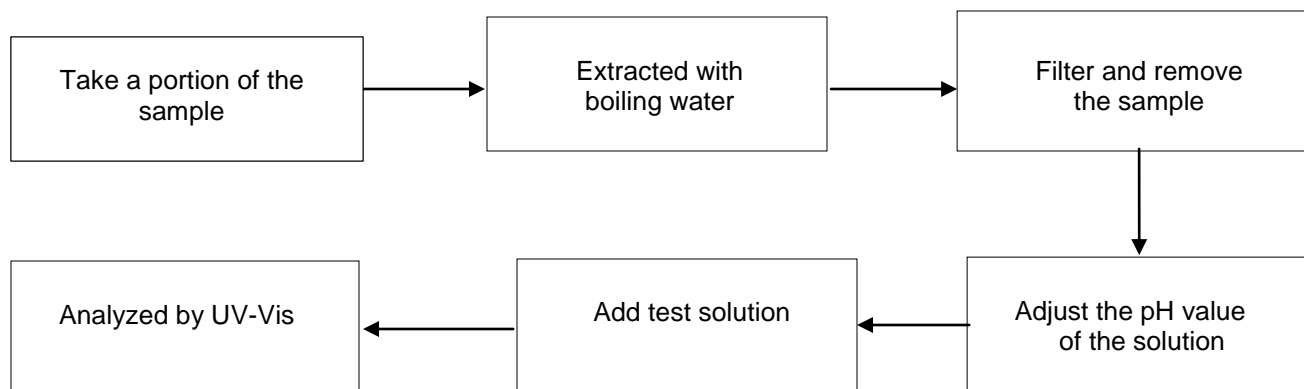 Take a portion of the
sample
Extracted with
boiling water
Filter and remove
the sample
Adjust the pH value
of the solution
Add test solution
Analyzed by UV-Vis